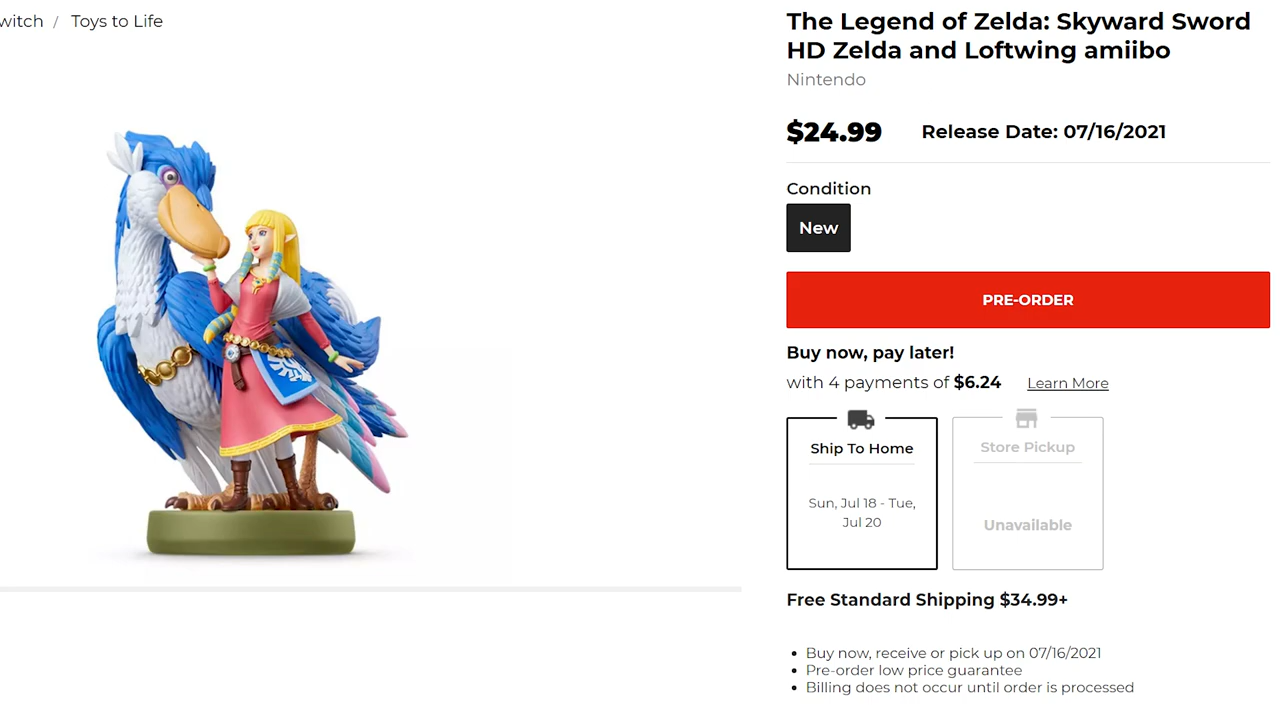 witch / Toys to Life
The Legend of Zelda: Skyward Sword
HD Zelda and Loftwing amiibo
Nintendo
$24.99 Release Date: 07/16/2021
Condition
New
PRE-ORDER
Buy now, pay later!
with 4 payments of $6.24 Learn More
Ship To Home
Sun, Jul 18 - Tue,
Jul 20
Store Pickup
Unavailable
Free Standard Shipping $34.99+
• Buy now, receive or pick up on 07/16/2021
• Pre-order low price guarantee
• Billing does not occur until order is processed